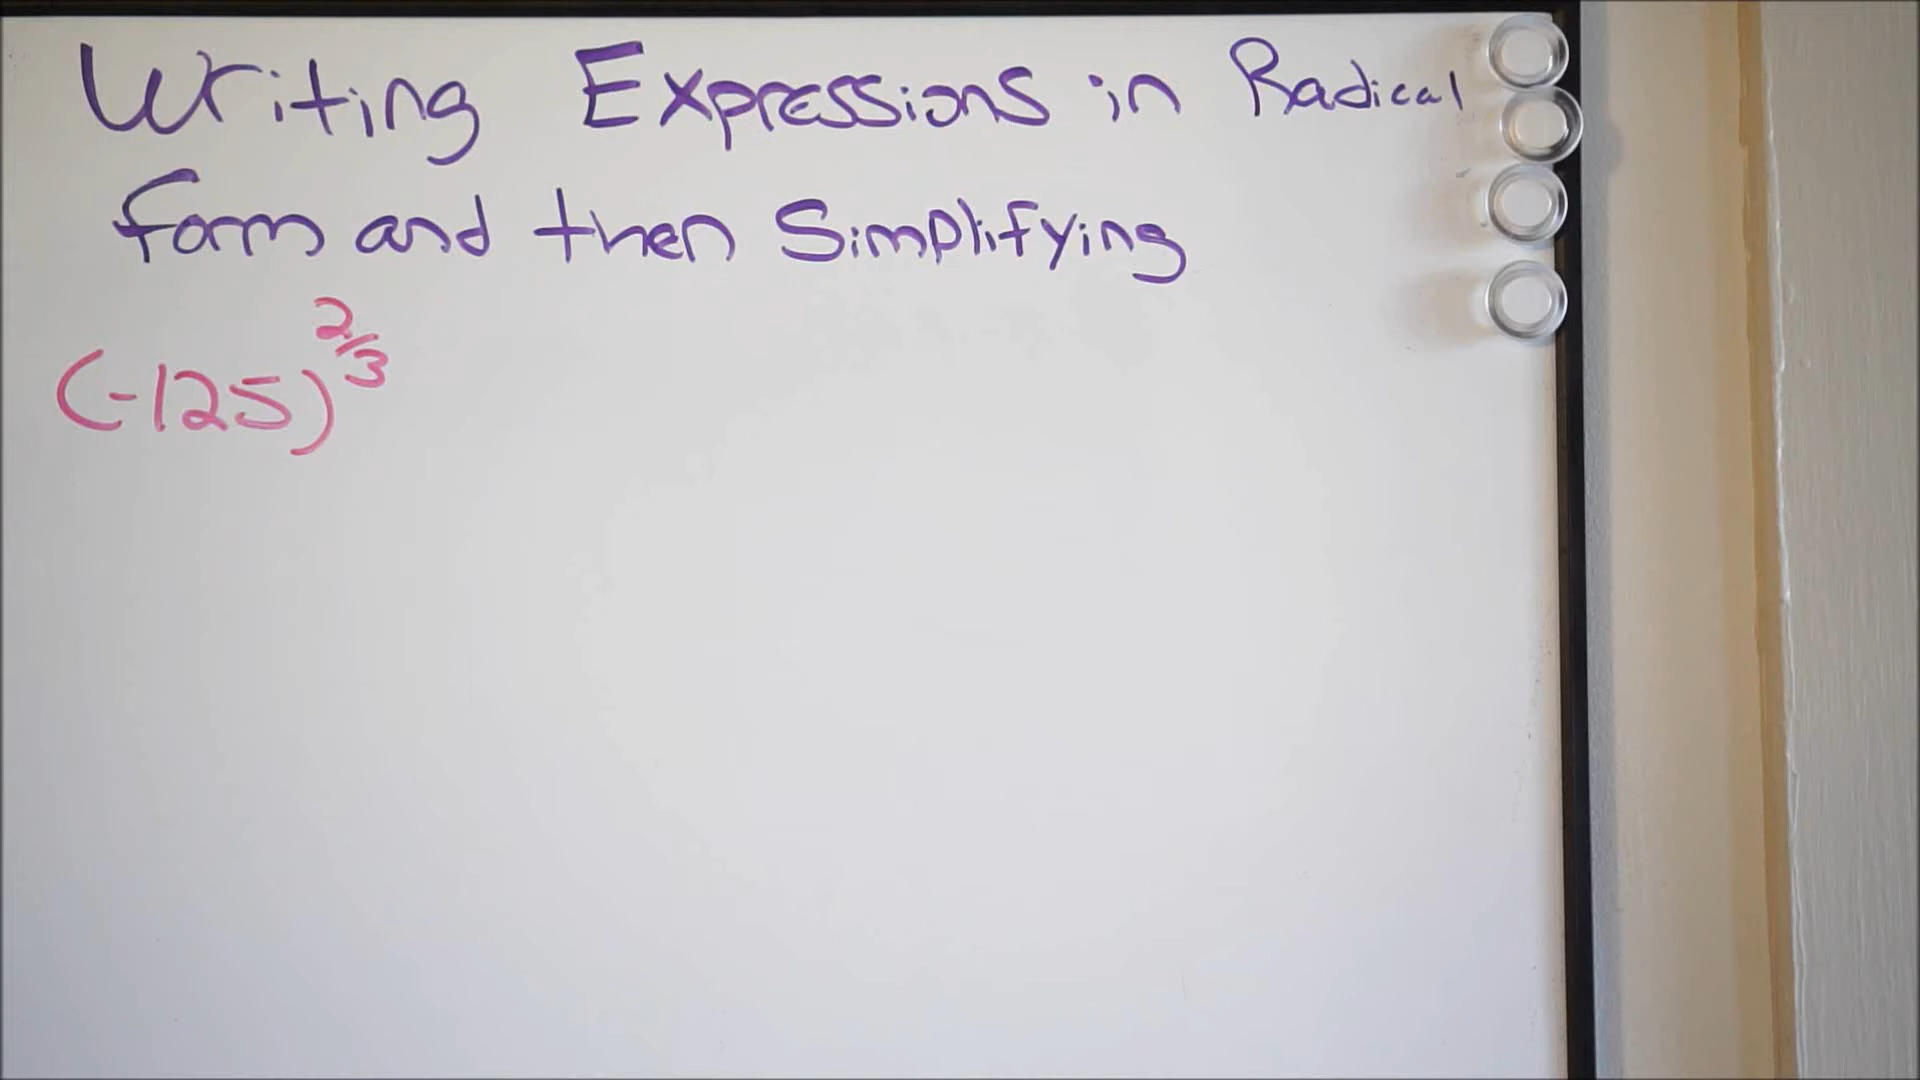 Writing Expressions in Radical
form and then Simplifying
(-125)^2/3